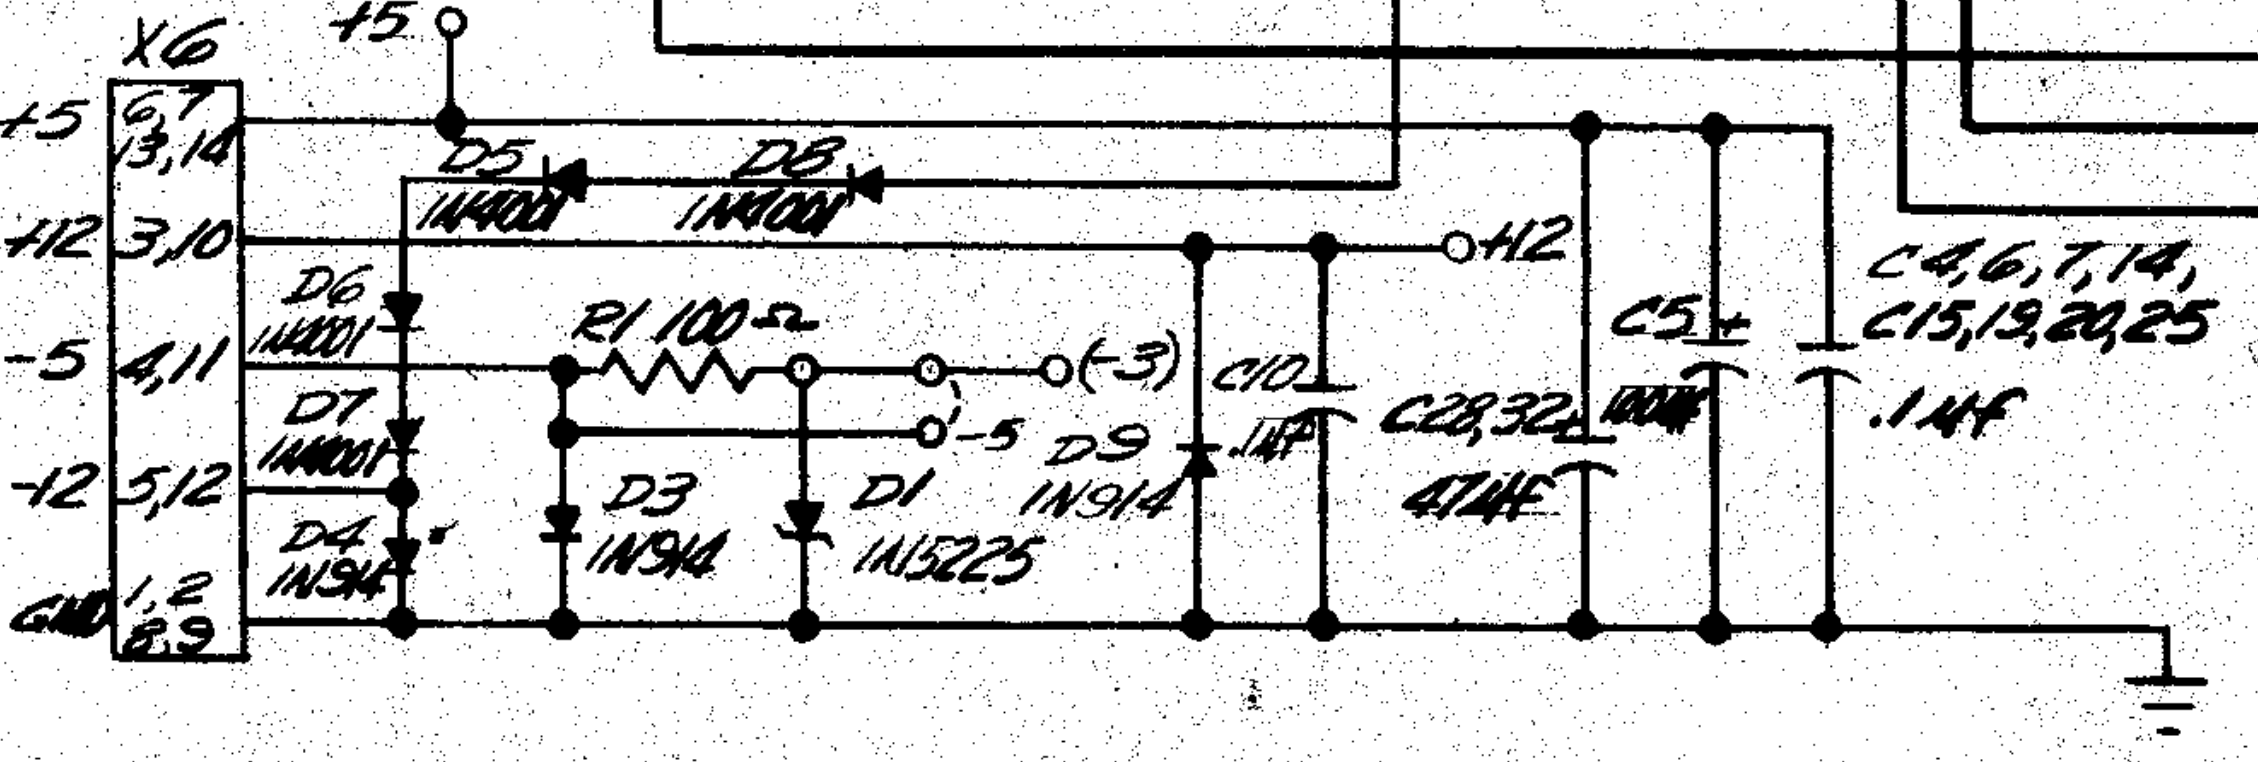 +5
X6
+5
6,7
13,14
D5
1N4001
D8
1N4001
+12
3,10
+12
D6
1N4001
R1 100Ω
-5
4,11
(-3)
-5
D7
1N4001
-12
5,12
D4
1N914
D3
1N914
D1
1N5225
D9
1N914
C10
.1µF
C28,32
47µF
C5 +
100µF
C4,6,7,14,
C15,19,20,25
.1µF
GND
1,2
8,9